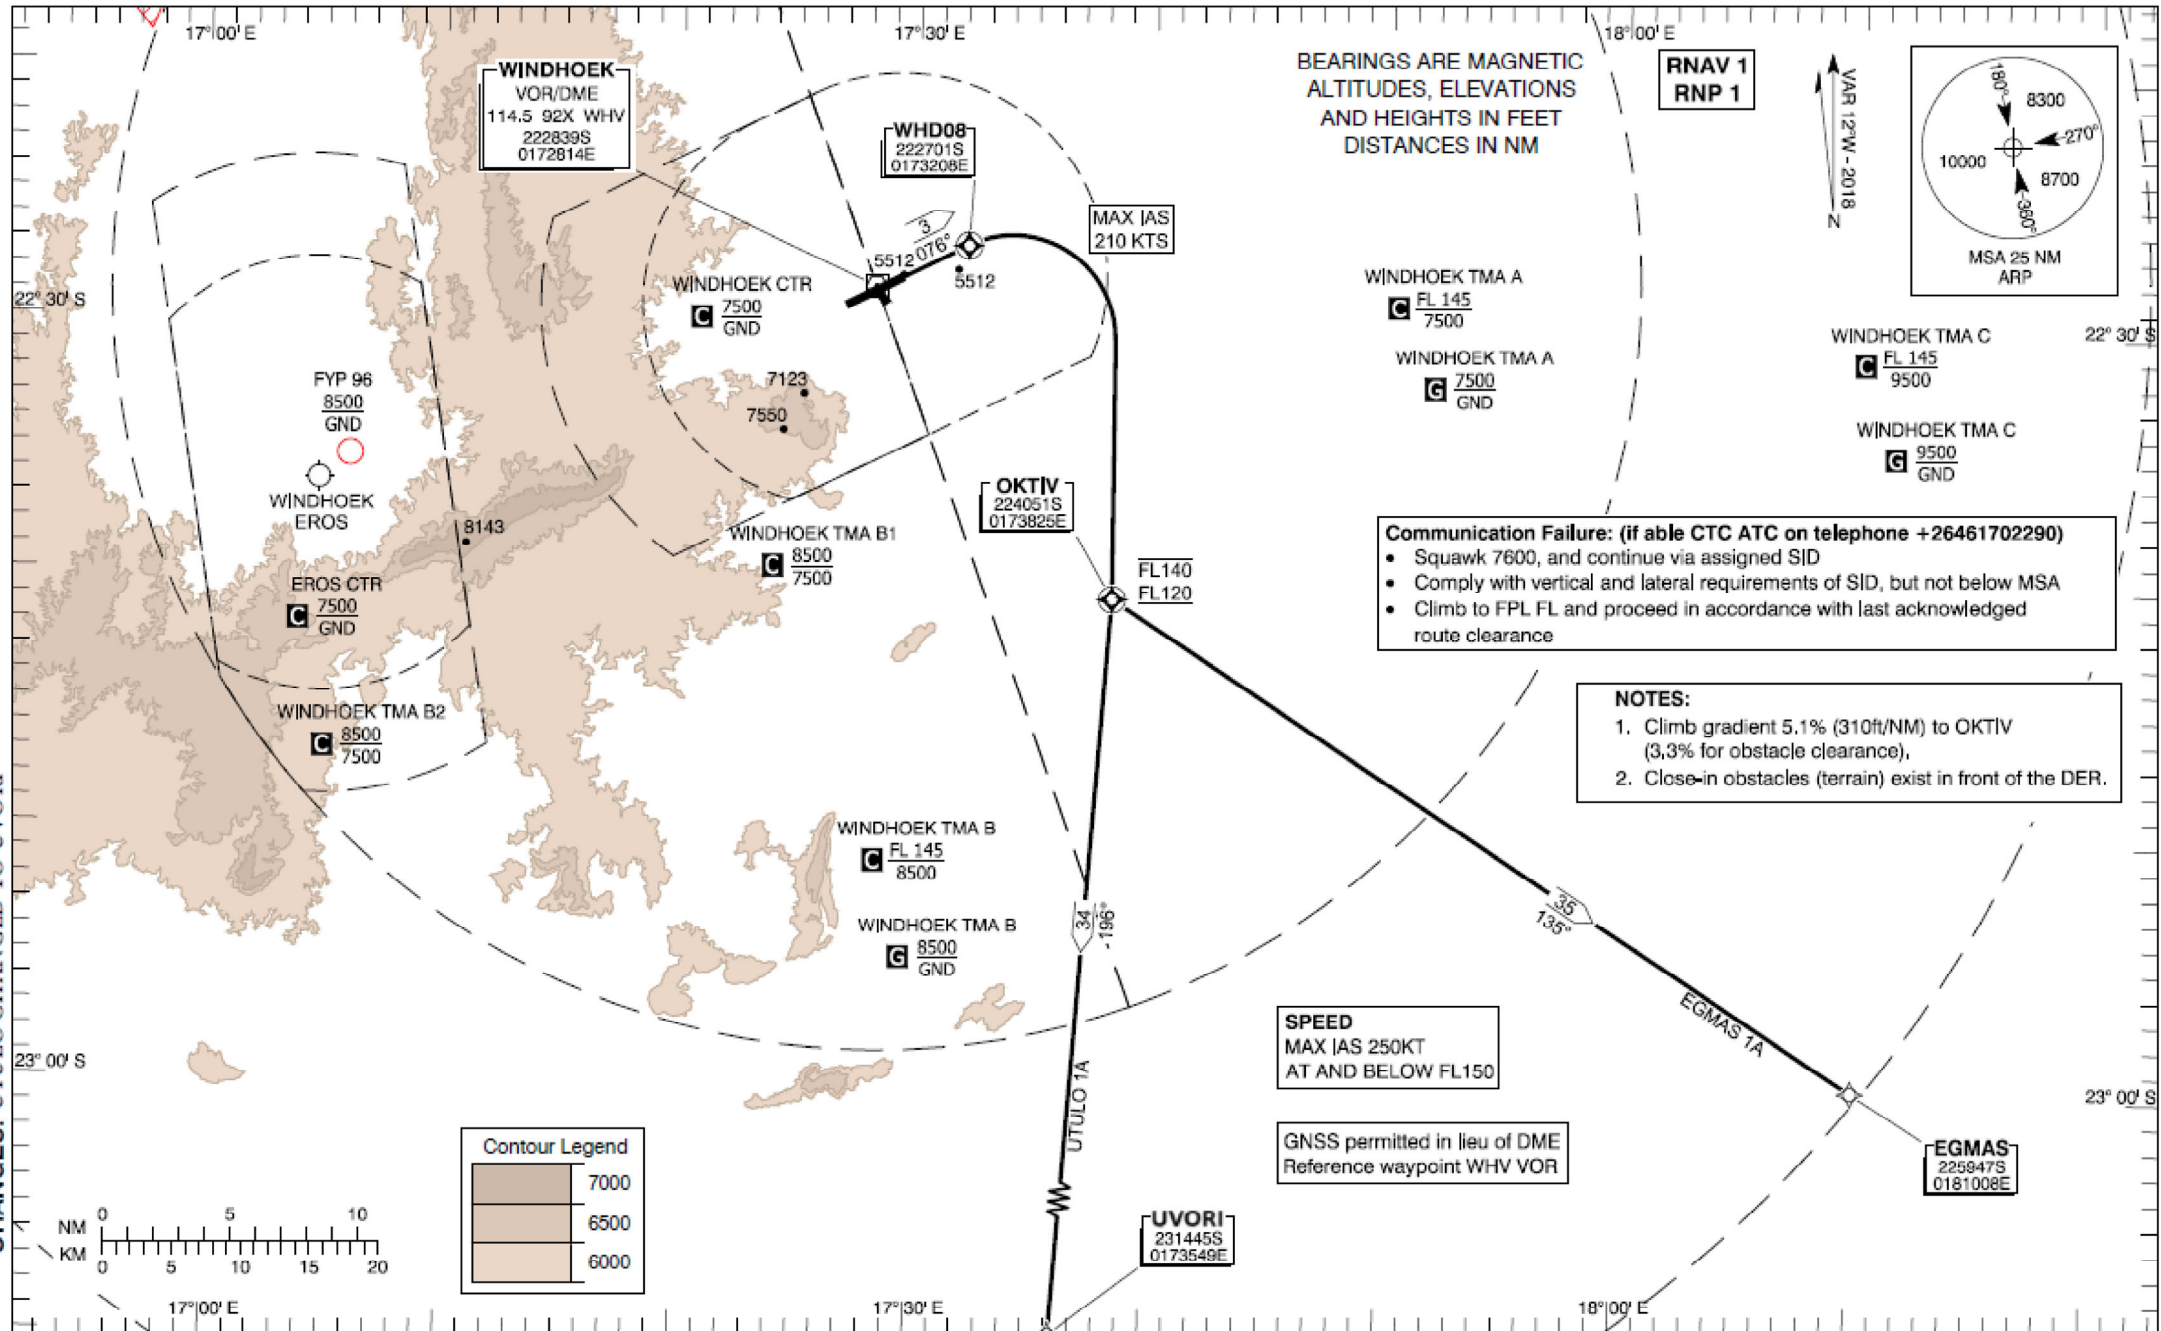 17°00' E
17°30' E
18°00' E
WINDHOEK
VOR/DME
114.5 92X WHV
222839S
0172814E
WHD08
222701S
0173208E
BEARINGS ARE MAGNETIC
ALTITUDES, ELEVATIONS
AND HEIGHTS IN FEET
DISTANCES IN NM
RNAV 1
RNP 1
VAR 12°W - 2018
N
180°
8300
270°
10000
8700
360°
MSA 25 NM
ARP
MAX IAS
210 KTS
3
076°
5512
5512
WINDHOEK CTR
C 7500
GND
22° 30' S
WINDHOEK TMA A
C FL 145
7500
WINDHOEK TMA A
G 7500
GND
WINDHOEK TMA C
C FL 145
9500
22° 30' S
WINDHOEK TMA C
G 9500
GND
FYP 96
8500
GND
WINDHOEK
EROS
7123
7550
8143
OKTIV
224051S
0173825E
FL140
FL120
WINDHOEK TMA B1
C 8500
7500
EROS CTR
C 7500
GND
WINDHOEK TMA B2
C 8500
7500
Communication Failure: (if able CTC ATC on telephone +26461702290)
• Squawk 7600, and continue via assigned SID
• Comply with vertical and lateral requirements of SID, but not below MSA
• Climb to FPL FL and proceed in accordance with last acknowledged
route clearance
NOTES:
1. Climb gradient 5.1% (310ft/NM) to OKTIV
(3,3% for obstacle clearance),
2. Close-in obstacles (terrain) exist in front of the DER.
WINDHOEK TMA B
C FL 145
8500
WINDHOEK TMA B
G 8500
GND
34
196°
35
135°
EGMAS 1A
UTULO 1A
SPEED
MAX IAS 250KT
AT AND BELOW FL150
GNSS permitted in lieu of DME
Reference waypoint WHV VOR
23° 00' S
23° 00' S
EGMAS
225947S
0181008E
UVORI
231445S
0173549E
Contour Legend
7000
6500
6000
NM 0 5 10
KM 0 5 10 15 20
17°00' E
17°30' E
18°00' E